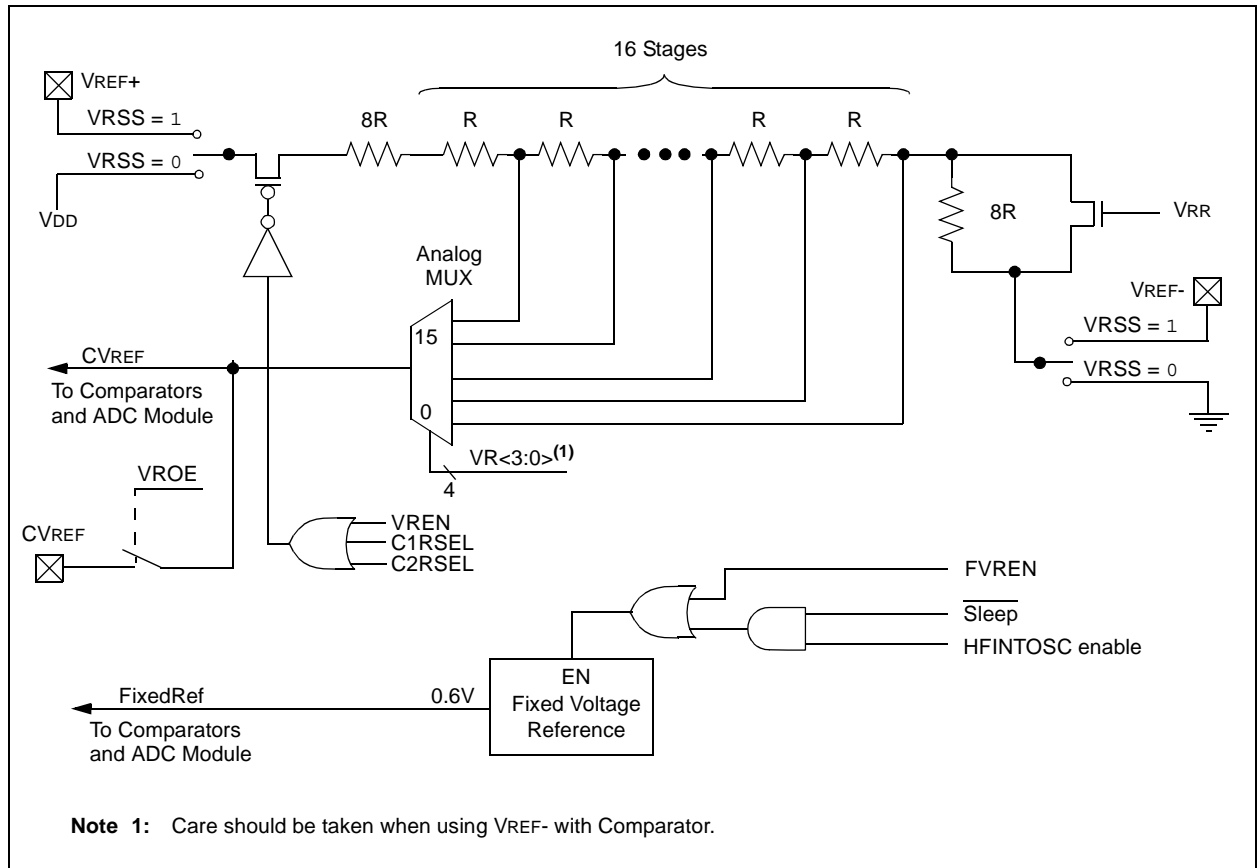 16 Stages
VREF+
VRSS = 1
8R
R
R
R
R
VRSS = 0
VDD
8R
VRR
Analog
MUX
VREF-
15
VRSS = 1
CVREF
VRSS = 0
To Comparators
and ADC Module
0
VR<3:0>(1)
4
VROE
CVREF
VREN
C1RSEL
C2RSEL
FVREN
Sleep
HFINTOSC enable
EN
FixedRef
0.6V
Fixed Voltage
Reference
To Comparators
and ADC Module
Note 1: Care should be taken when using VREF- with Comparator.